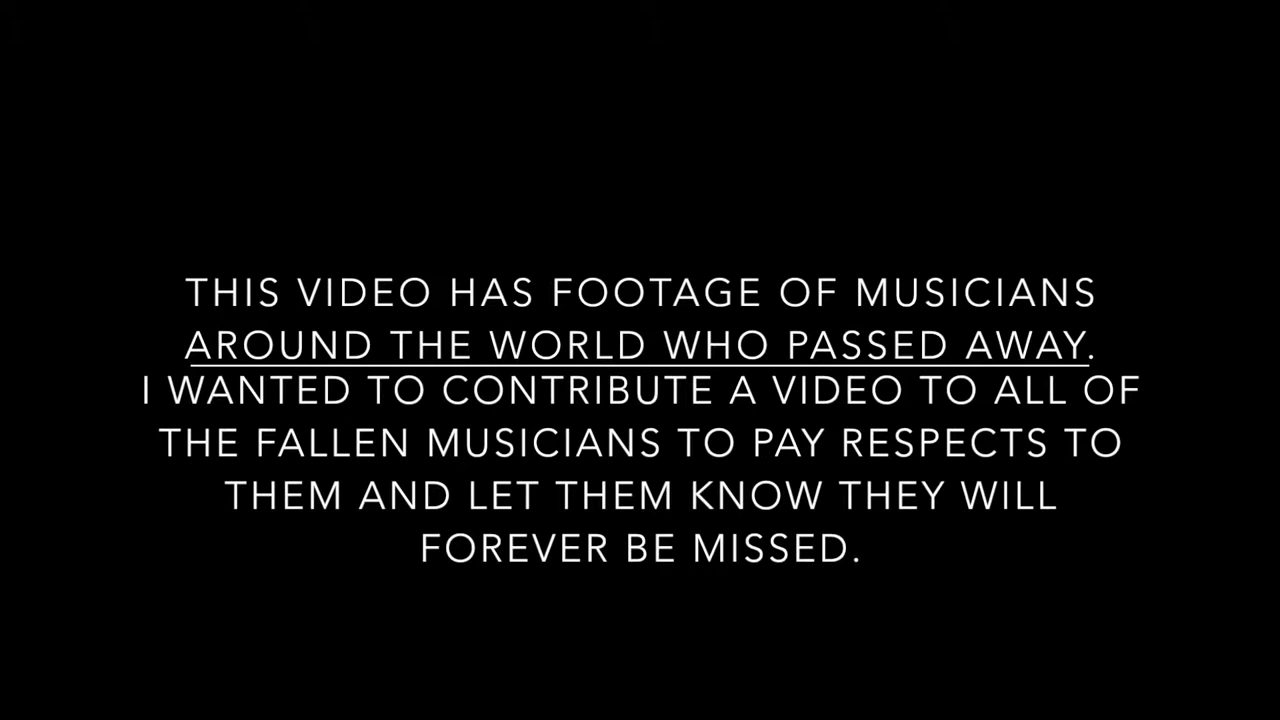 THIS VIDEO HAS FOOTAGE OF MUSICIANS
AROUND THE WORLD WHO PASSED AWAY.
I WANTED TO CONTRIBUTE A VIDEO TO ALL OF
THE FALLEN MUSICIANS TO PAY RESPECTS TO
THEM AND LET THEM KNOW THEY WILL
FOREVER BE MISSED.